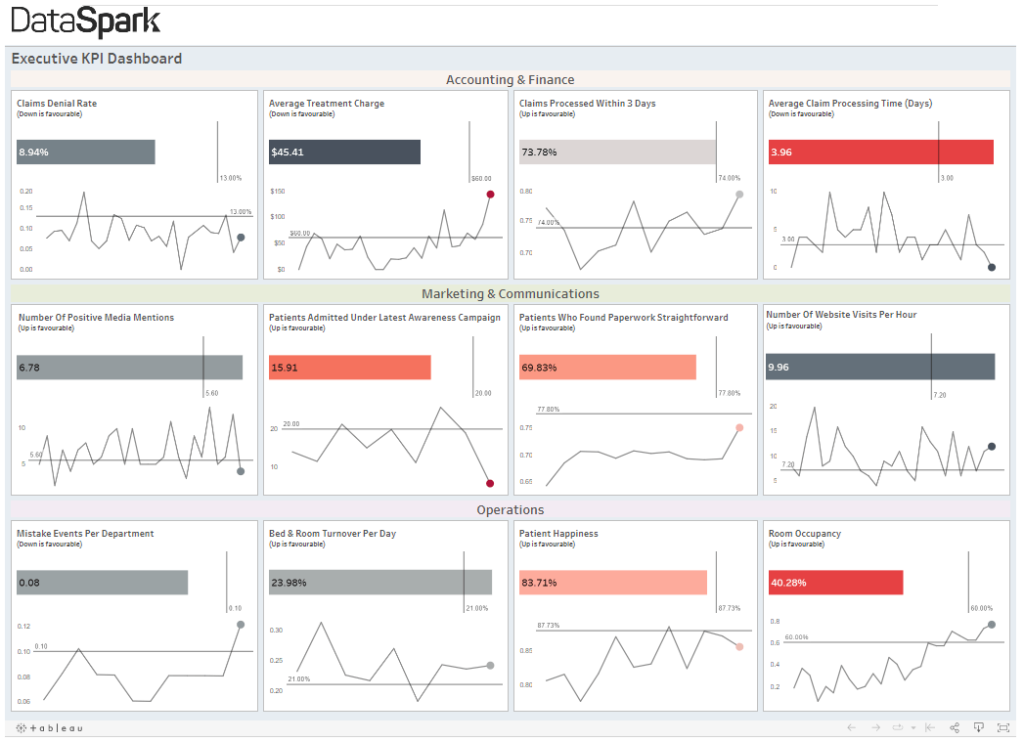 DataSpark
Executive KPI Dashboard
Accounting & Finance
Claims Denial Rate
(Down is favourable)
8.94%
13.00%
0.20
0.15
13.00%
0.10
0.05
0.00
Average Treatment Charge
(Down is favourable)
$45.41
$60.00
$150
$100
$60.00
$50
$0
Claims Processed Within 3 Days
(Up is favourable)
73.78%
74.00%
0.80
0.75
74.00%
0.70
Average Claim Processing Time (Days)
(Down is favourable)
3.96
3.00
10
5
3.00
0
Marketing & Communications
Number Of Positive Media Mentions
(Up is favourable)
6.78
5.60
10
5.60
5
Patients Admitted Under Latest Awareness Campaign
(Up is favourable)
15.91
20.00
20.00
20
10
Patients Who Found Paperwork Straightforward
(Up is favourable)
69.83%
77.80%
77.80%
0.75
0.70
0.65
Number Of Website Visits Per Hour
(Up is favourable)
9.96
7.20
20
15
10
7.20
5
Operations
Mistake Events Per Department
(Down is favourable)
0.08
0.10
0.12
0.10
0.10
0.08
0.06
Bed & Room Turnover Per Day
(Up is favourable)
23.98%
21.00%
0.30
0.25
21.00%
0.20
Patient Happiness
(Up is favourable)
83.71%
87.73%
87.73%
0.85
0.80
Room Occupancy
(Up is favourable)
40.28%
60.00%
0.8
60.00%
0.6
0.4
0.2
+ a b | e a u